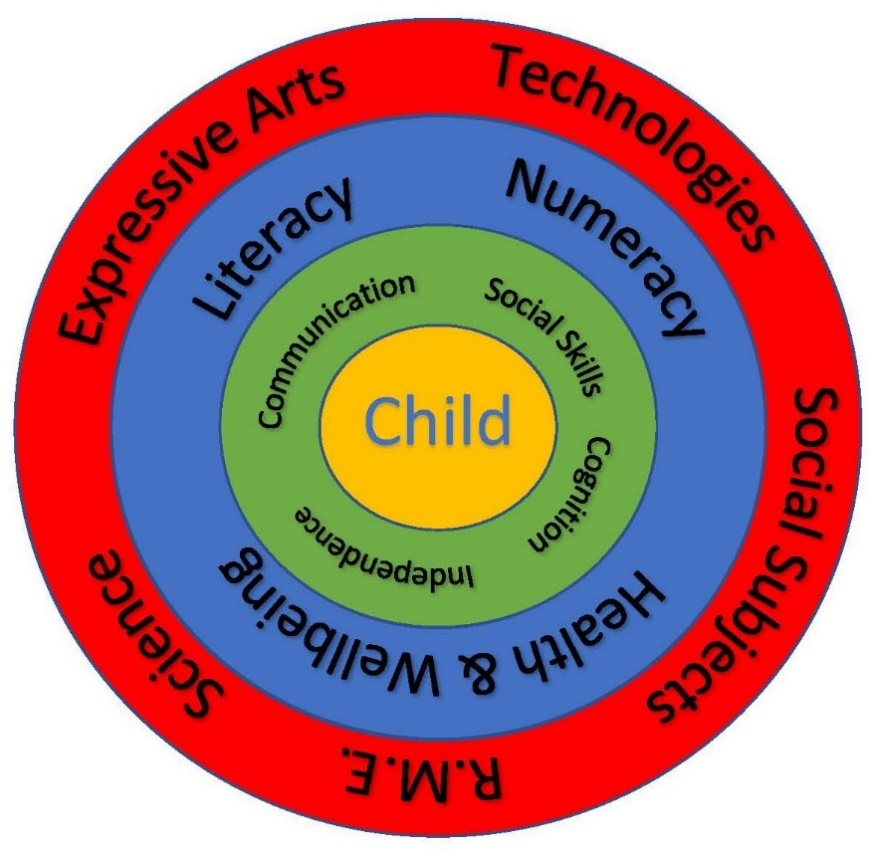 Expressive Arts
Technologies
Social Subjects
R.M.E.
Science
Literacy
Numeracy
Health & Wellbeing
Communication
Social Skills
Cognition
Independence
Child